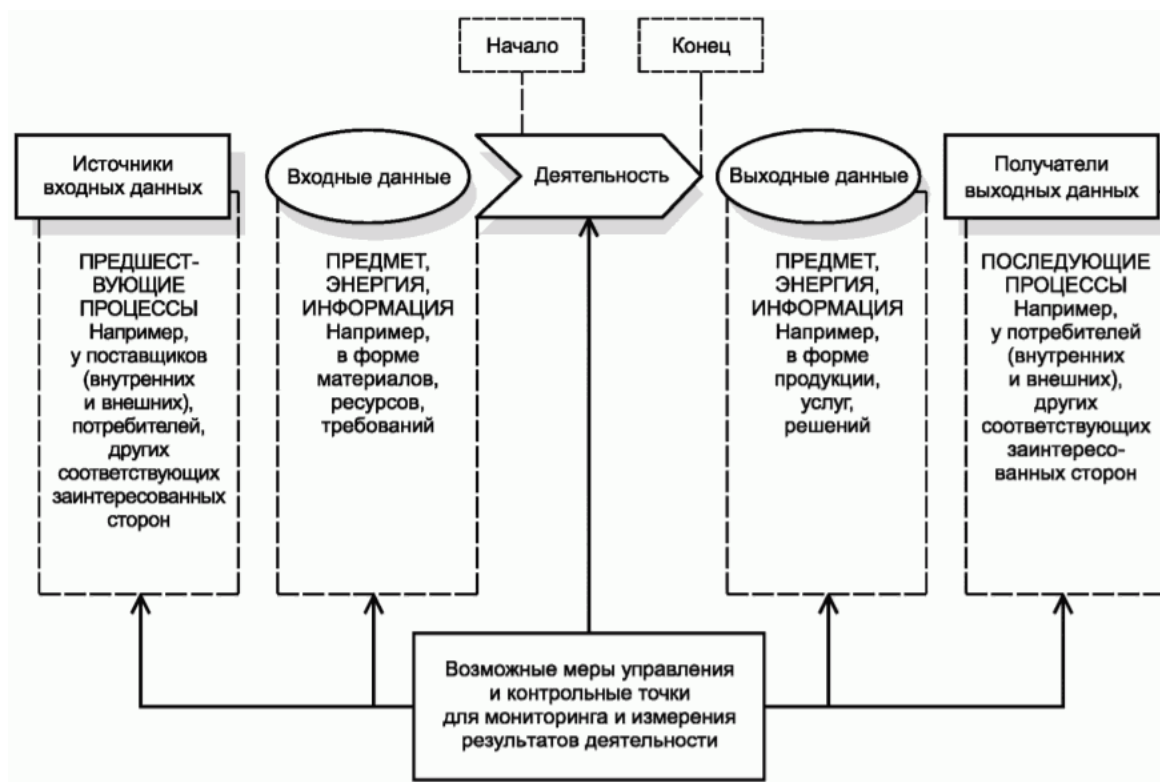 Начало
Конец
Источники
входных данных
Входные данные
Деятельность
Выходные данные
Получатели
выходных данных
ПРЕДШЕСТ-
ВУЮЩИЕ
ПРОЦЕССЫ
Например,
у поставщиков
(внутренних
и внешних),
потребителей,
других
соответствующих
заинтересованных
сторон
ПРЕДМЕТ,
ЭНЕРГИЯ,
ИНФОРМАЦИЯ
Например,
в форме
материалов,
ресурсов,
требований
ПРЕДМЕТ,
ЭНЕРГИЯ,
ИНФОРМАЦИЯ
Например,
в форме
продукции,
услуг,
решений
ПОСЛЕДУЮЩИЕ
ПРОЦЕССЫ
Например,
у потребителей
(внутренних
и внешних),
других
соответствующих
заинтересо-
ванных сторон
Возможные меры управления
и контрольные точки
для мониторинга и измерения
результатов деятельности